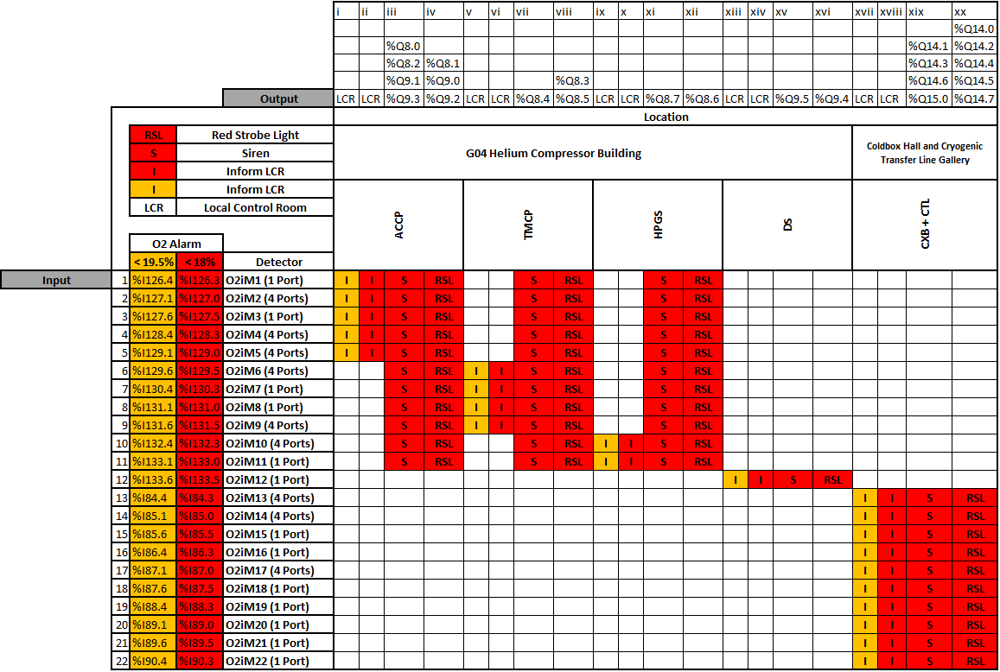 i ii iii iv v vi vii viii ix x xi xii xiii xiv xv xvi xvii xviii xix xx
%Q14.0
%Q8.0 %Q14.1 %Q14.2
%Q8.2 %Q8.1 %Q14.3 %Q14.4
%Q9.1 %Q9.0 %Q8.3 %Q14.6 %Q14.5
Output LCR LCR %Q9.3 %Q9.2 LCR LCR %Q8.4 %Q8.5 LCR LCR %Q8.7 %Q8.6 LCR LCR %Q9.5 %Q9.4 LCR LCR %Q15.0 %Q14.7
Location
RSL Red Strobe Light
S Siren
I Inform LCR
I Inform LCR
LCR Local Control Room
G04 Helium Compressor Building
Coldbox Hall and Cryogenic
Transfer Line Gallery
ACCP TMCP HPGS DS CXB + CTL
O2 Alarm
< 19.5% < 18% Detector
Input 1 %I126.4 %I126.3 O2iM1 (1 Port) I I S RSL S RSL S RSL
2 %I127.1 %I127.0 O2iM2 (4 Ports) I I S RSL S RSL S RSL
3 %I127.6 %I127.5 O2iM3 (1 Port) I I S RSL S RSL S RSL
4 %I128.4 %I128.3 O2iM4 (4 Ports) I I S RSL S RSL S RSL
5 %I129.1 %I129.0 O2iM5 (4 Ports) I I S RSL S RSL S RSL
6 %I129.6 %I129.5 O2iM6 (4 Ports) S RSL I I S RSL S RSL
7 %I130.4 %I130.3 O2iM7 (1 Port) S RSL I I S RSL S RSL
8 %I131.1 %I131.0 O2iM8 (1 Port) S RSL I I S RSL S RSL
9 %I131.6 %I131.5 O2iM9 (4 Ports) S RSL I I S RSL S RSL
10 %I132.4 %I132.3 O2iM10 (4 Ports) S RSL S RSL I I S RSL
11 %I133.1 %I133.0 O2iM11 (1 Port) S RSL S RSL I I S RSL
12 %I133.6 %I133.5 O2iM12 (1 Port) I I S RSL
13 %I84.4 %I84.3 O2iM13 (4 Ports) I I S RSL
14 %I85.1 %I85.0 O2iM14 (4 Ports) I I S RSL
15 %I85.6 %I85.5 O2iM15 (1 Port) I I S RSL
16 %I86.4 %I86.3 O2iM16 (1 Port) I I S RSL
17 %I87.1 %I87.0 O2iM17 (4 Ports) I I S RSL
18 %I87.6 %I87.5 O2iM18 (1 Port) I I S RSL
19 %I88.4 %I88.3 O2iM19 (1 Port) I I S RSL
20 %I89.1 %I89.0 O2iM20 (1 Port) I I S RSL
21 %I89.6 %I89.5 O2iM21 (1 Port) I I S RSL
22 %I90.4 %I90.3 O2iM22 (1 Port) I I S RSL